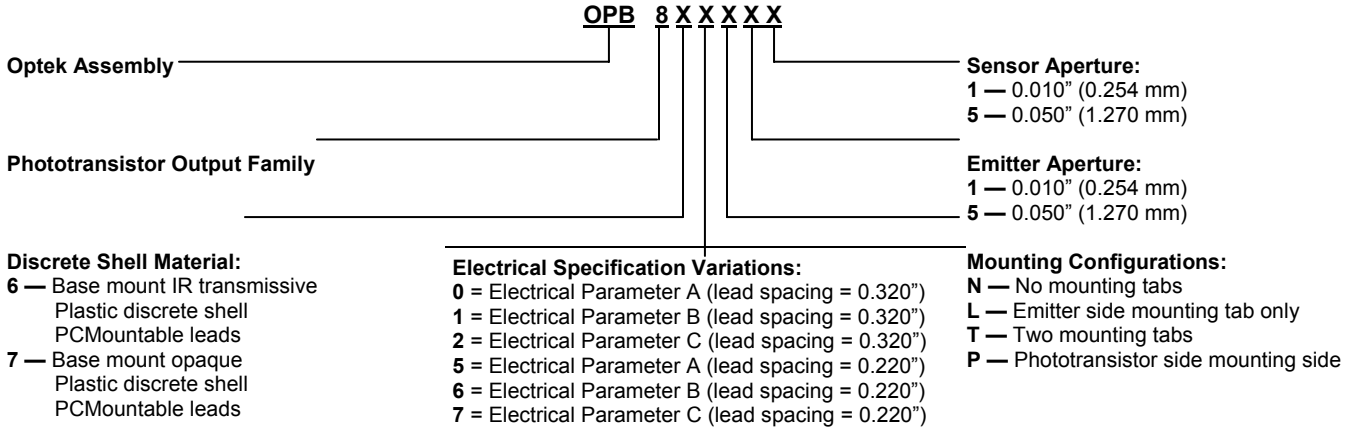 OPB 8 X X X X X
Optek Assembly
Phototransistor Output Family
Discrete Shell Material:
6 — Base mount IR transmissive
Plastic discrete shell
PCMountable leads
7 — Base mount opaque
Plastic discrete shell
PCMountable leads
Electrical Specification Variations:
0 = Electrical Parameter A (lead spacing = 0.320”)
1 = Electrical Parameter B (lead spacing = 0.320”)
2 = Electrical Parameter C (lead spacing = 0.320”)
5 = Electrical Parameter A (lead spacing = 0.220”)
6 = Electrical Parameter B (lead spacing = 0.220”)
7 = Electrical Parameter C (lead spacing = 0.220”)
Sensor Aperture:
1 — 0.010” (0.254 mm)
5 — 0.050” (1.270 mm)
Emitter Aperture:
1 — 0.010” (0.254 mm)
5 — 0.050” (1.270 mm)
Mounting Configurations:
N — No mounting tabs
L — Emitter side mounting tab only
T — Two mounting tabs
P — Phototransistor side mounting side